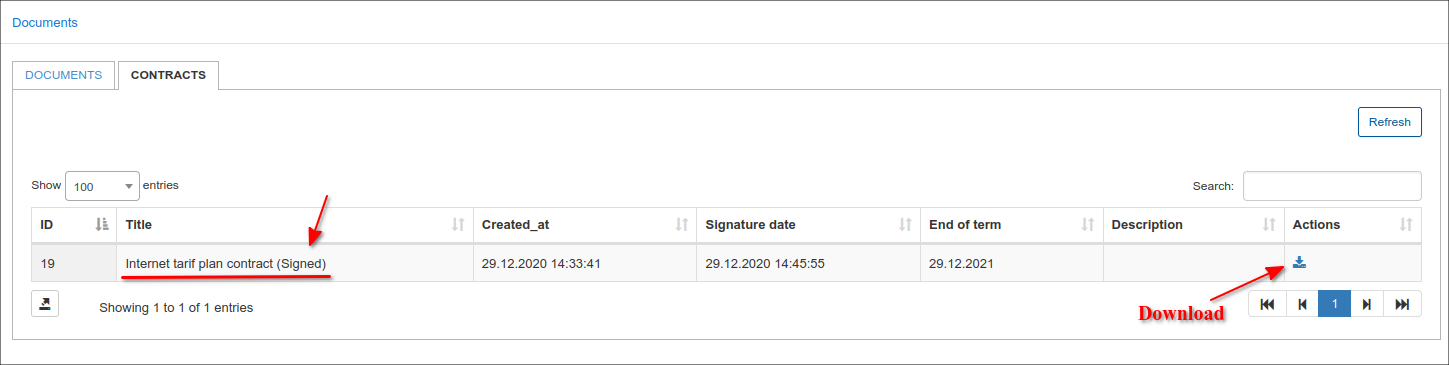 Documents
DOCUMENTS CONTRACTS
Refresh
Show 100 entries Search:
ID Title Created_at Signature date End of term Description Actions
19 Internet tarif plan contract (Signed) 29.12.2020 14:33:41 29.12.2020 14:45:55 29.12.2021
Showing 1 to 1 of 1 entries Download 1